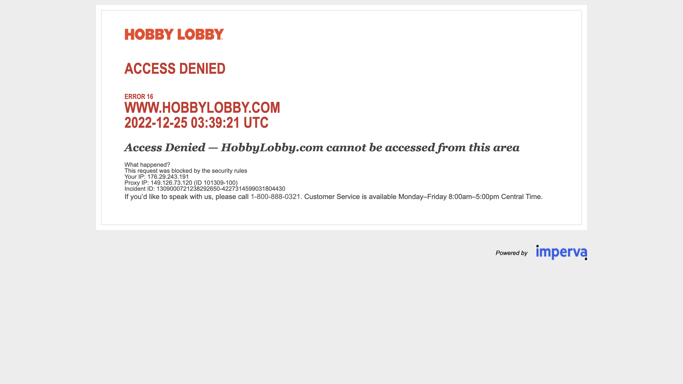 HOBBY LOBBY
ACCESS DENIED
ERROR 16
WWW.HOBBYLOBBY.COM
2022-12-25 03:39:21 UTC
Access Denied — HobbyLobby.com cannot be accessed from this area
What happened?
This request was blocked by the security rules
Your IP: 176.29.243.191
Proxy IP: 149.126.73.120 (ID 101309-100)
Incident ID: 1309000721238292650-4227314599031804430
If you'd like to speak with us, please call 1-800-888-0321. Customer Service is available Monday–Friday 8:00am–5:00pm Central Time.
Powered by imperva